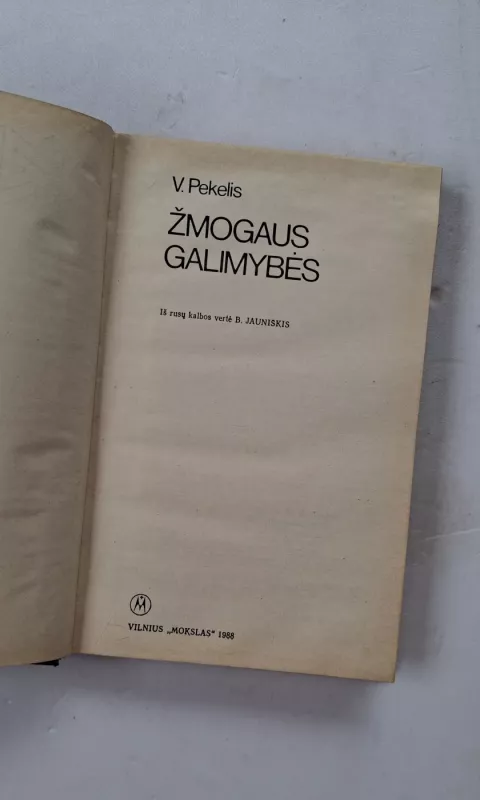 V. Pekelis
ŽMOGAUS
GALIMYBĖS
Iš rusų kalbos vertė B. JAUNISKIS
M
VILNIUS „MOKSLAS“ 1988